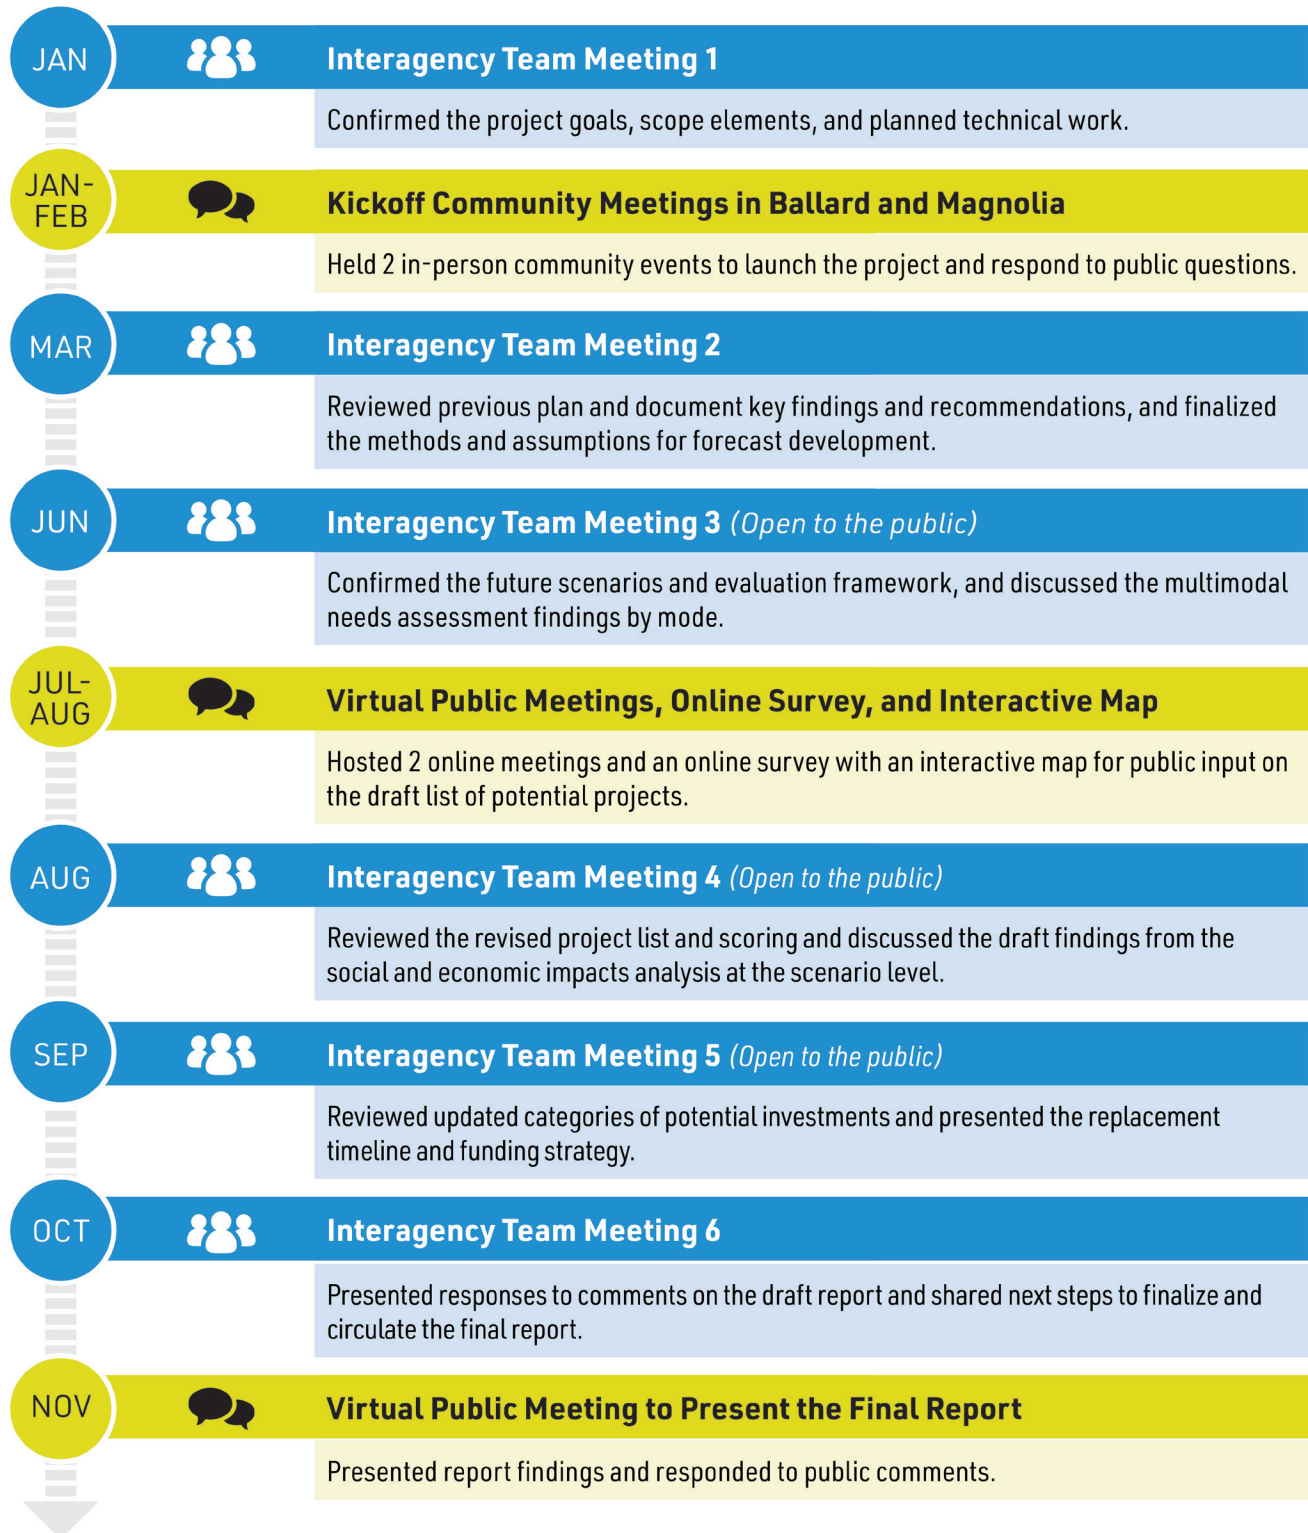 JAN
Interagency Team Meeting 1
Confirmed the project goals, scope elements, and planned technical work.
JAN-
FEB
Kickoff Community Meetings in Ballard and Magnolia
Held 2 in-person community events to launch the project and respond to public questions.
MAR
Interagency Team Meeting 2
Reviewed previous plan and document key findings and recommendations, and finalized
the methods and assumptions for forecast development.
JUN
Interagency Team Meeting 3 (Open to the public)
Confirmed the future scenarios and evaluation framework, and discussed the multimodal
needs assessment findings by mode.
JUL-
AUG
Virtual Public Meetings, Online Survey, and Interactive Map
Hosted 2 online meetings and an online survey with an interactive map for public input on
the draft list of potential projects.
AUG
Interagency Team Meeting 4 (Open to the public)
Reviewed the revised project list and scoring and discussed the draft findings from the
social and economic impacts analysis at the scenario level.
SEP
Interagency Team Meeting 5 (Open to the public)
Reviewed updated categories of potential investments and presented the replacement
timeline and funding strategy.
OCT
Interagency Team Meeting 6
Presented responses to comments on the draft report and shared next steps to finalize and
circulate the final report.
NOV
Virtual Public Meeting to Present the Final Report
Presented report findings and responded to public comments.